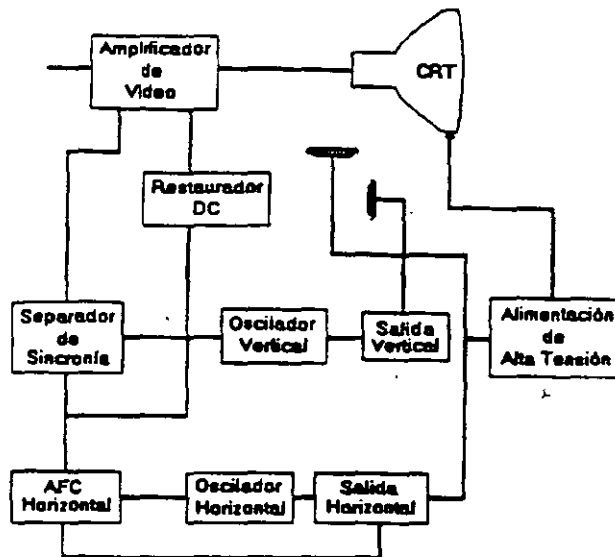 Amplificador
de
Video
CRT
Restaurador
DC
Separador
de
Sincronía
Oscilador
Vertical
Salida
Vertical
Alimentación
de
Alta Tensión
AFC
Horizontal
Oscilador
Horizontal
Salida
Horizontal